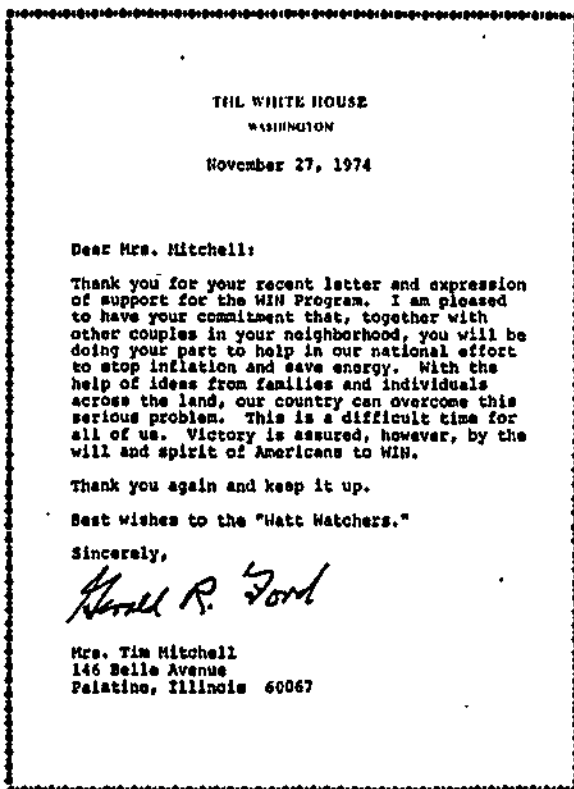 THE WHITE HOUSE
WASHINGTON
November 27, 1974
Dear Mrs. Mitchell:
Thank you for your recent letter and expression
of support for the WIN Program. I am pleased
to have your commitment that, together with
other couples in your neighborhood, you will be
doing your part to help in our national effort
to stop inflation and save energy. With the
help of ideas from families and individuals
across the land, our country can overcome this
serious problem. This is a difficult time for
all of us. Victory is assured, however, by the
will and spirit of Americans to WIN.
Thank you again and keep it up.
Best wishes to the "Watt Watchers."
Sincerely,
Gerald R. Ford
Mrs. Tim Mitchell
146 Belle Avenue
Palatine, Illinois 60067